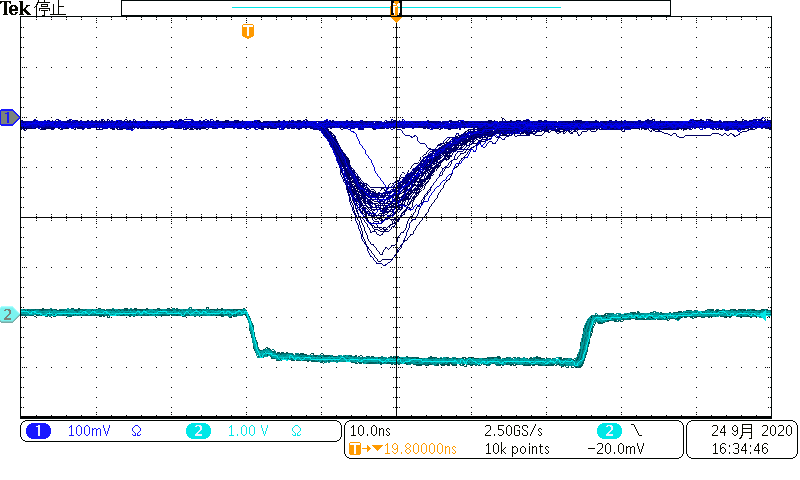 Tek 停止
T
T
1
2
1 100mV Ω 2 1.00 V Ω
10.0ns 2.50GS/s 2
T→▼19.80000ns 10k points −20.0mV
24 9月 2020
16:34:46